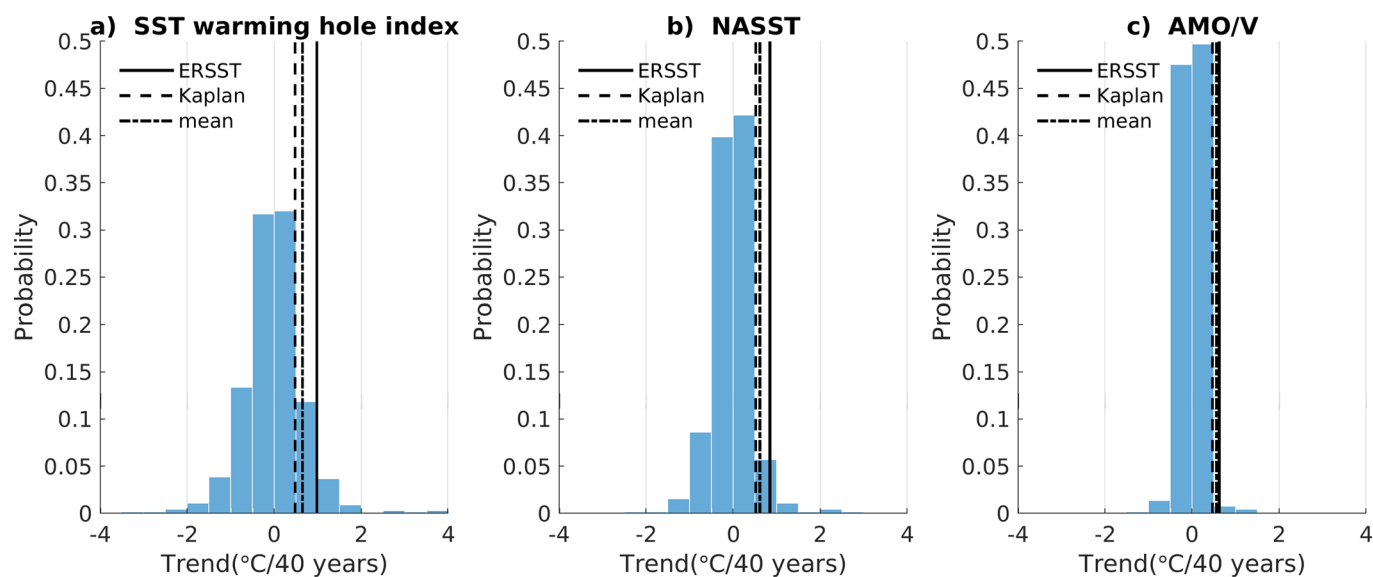 a) SST warming hole index
0.5
0.45
0.4
0.35
0.3
0.25
0.2
0.15
0.1
0.05
0
Probability
ERSST
Kaplan
mean
-4 -2 0 2 4
Trend(°C/40 years)
b) NASST
0.5
0.45
0.4
0.35
0.3
0.25
0.2
0.15
0.1
0.05
0
Probability
ERSST
Kaplan
mean
-4 -2 0 2 4
Trend(°C/40 years)
c) AMO/V
0.5
0.45
0.4
0.35
0.3
0.25
0.2
0.15
0.1
0.05
0
Probability
ERSST
Kaplan
mean
-4 -2 0 2 4
Trend(°C/40 years)